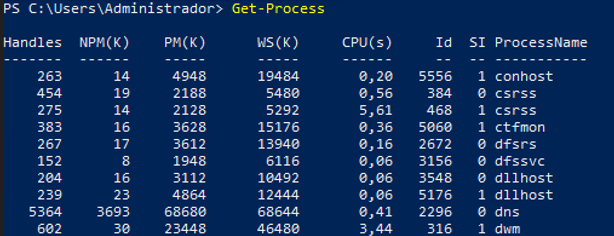 PS C:\Users\Administrador> Get-Process
Handles NPM(K) PM(K) WS(K) CPU(s) Id SI ProcessName
------- ------ ----- ----- ------ -- -- -----------
263 14 4948 19484 0,20 5556 1 conhost
454 19 2188 5480 0,56 384 0 csrss
275 14 2128 5292 5,61 468 1 csrss
383 16 3628 15176 0,36 5060 1 ctfmon
267 17 3612 13940 0,16 2672 0 dfsrs
152 8 1948 6116 0,06 3156 0 dfssvc
204 16 3112 10492 0,06 3548 0 dllhost
239 23 4864 12444 0,06 5176 1 dllhost
5364 3693 68680 68644 0,41 2296 0 dns
602 30 23448 46480 3,44 316 1 dwm